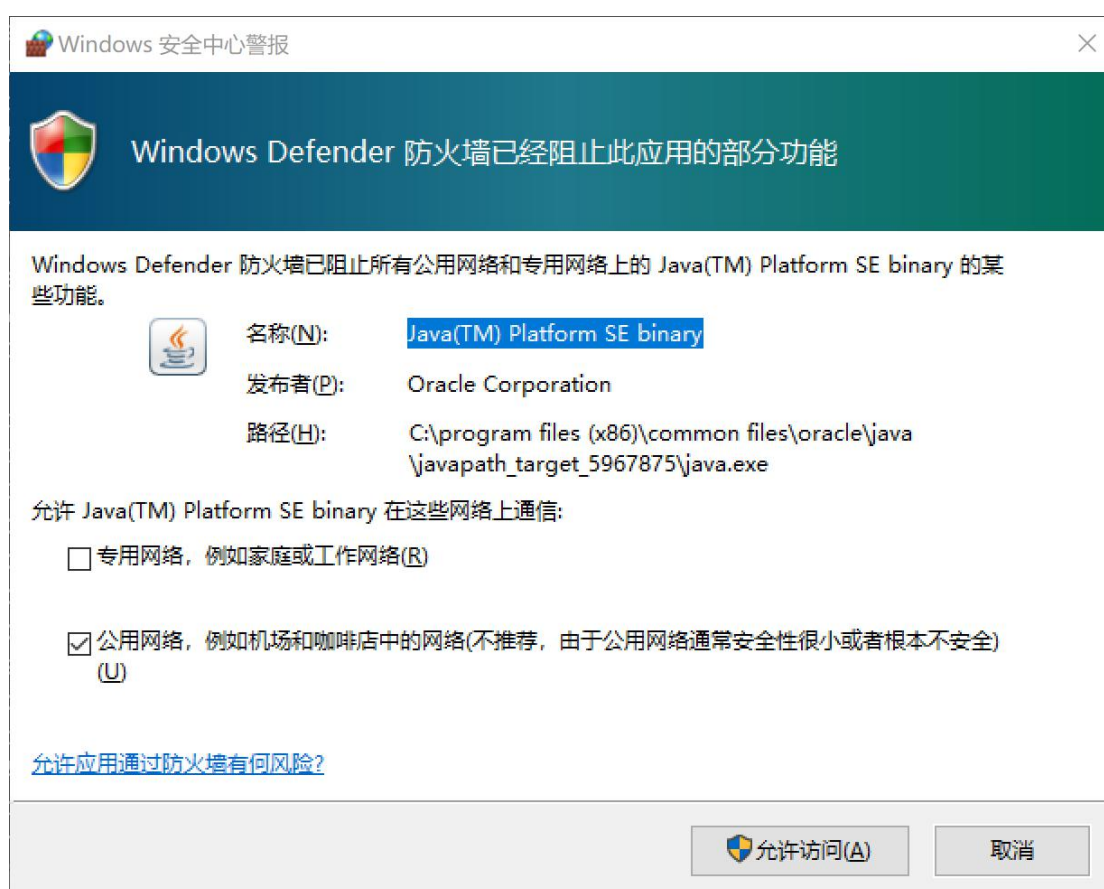 Windows 安全中心警报
Windows Defender 防火墙已经阻止此应用的部分功能
Windows Defender 防火墙已阻止所有公用网络和专用网络上的 Java(TM) Platform SE binary 的某
些功能。
名称(N): Java(TM) Platform SE binary
发布者(P): Oracle Corporation
路径(H): C:\program files (x86)\common files\oracle\java
\javapath_target_5967875\java.exe
允许 Java(TM) Platform SE binary 在这些网络上通信:
专用网络，例如家庭或工作网络(R)
公用网络，例如机场和咖啡店中的网络(不推荐，由于公用网络通常安全性很小或者根本不安全)
(U)
允许应用通过防火墙有何风险?
允许访问(A) 取消